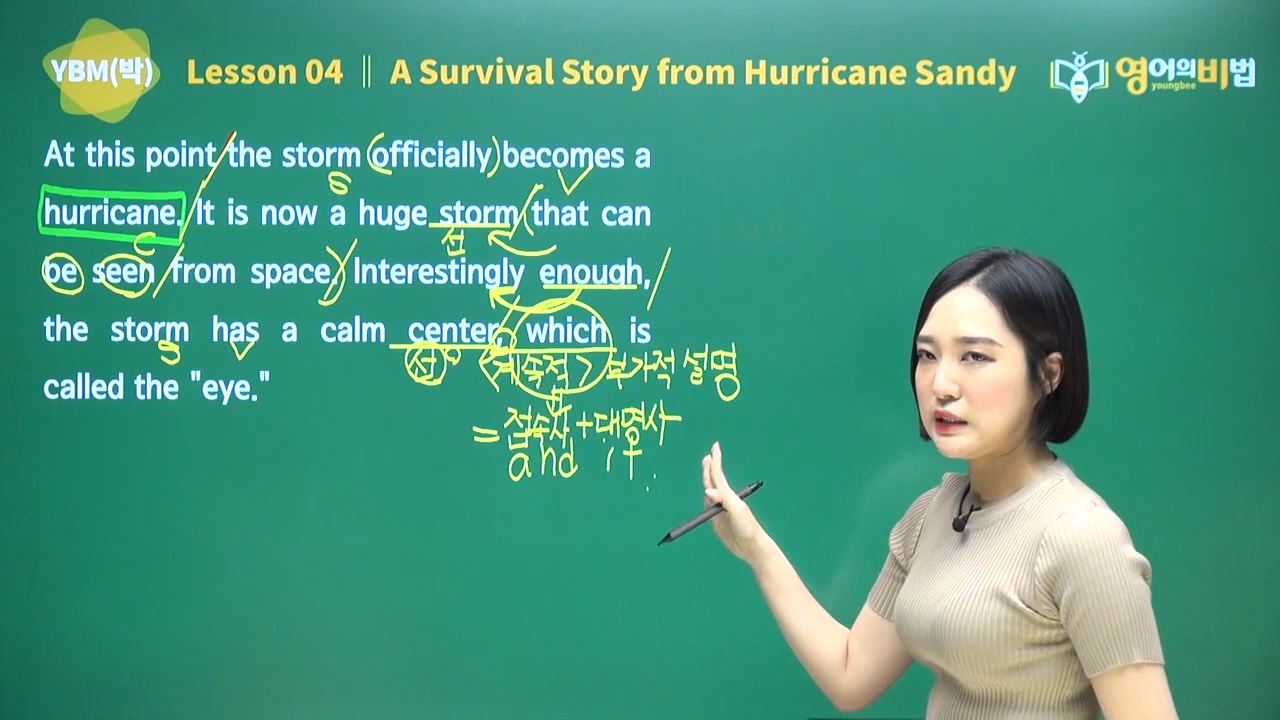 YBM(박) Lesson 04 || A Survival Story from Hurricane Sandy 영어의비법
youngbee
At this point the storm officially becomes a
S
hurricane. It is now a huge storm that can
C 선
be seen from space. Interestingly enough,
the storm has a calm center, which is
S 선 <계속적> 부가적 설명
called the "eye."
= 접속사 + 대명사
and it